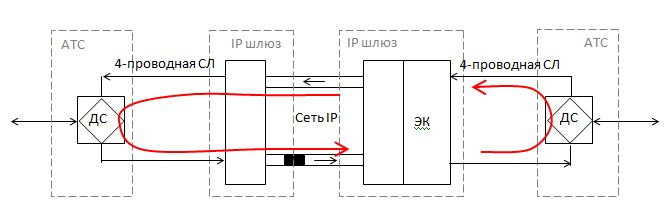 АТС
IP шлюз
IP шлюз
АТС
4-проводная СЛ
4-проводная СЛ
ДС
Сеть IP
ЭК
ДС